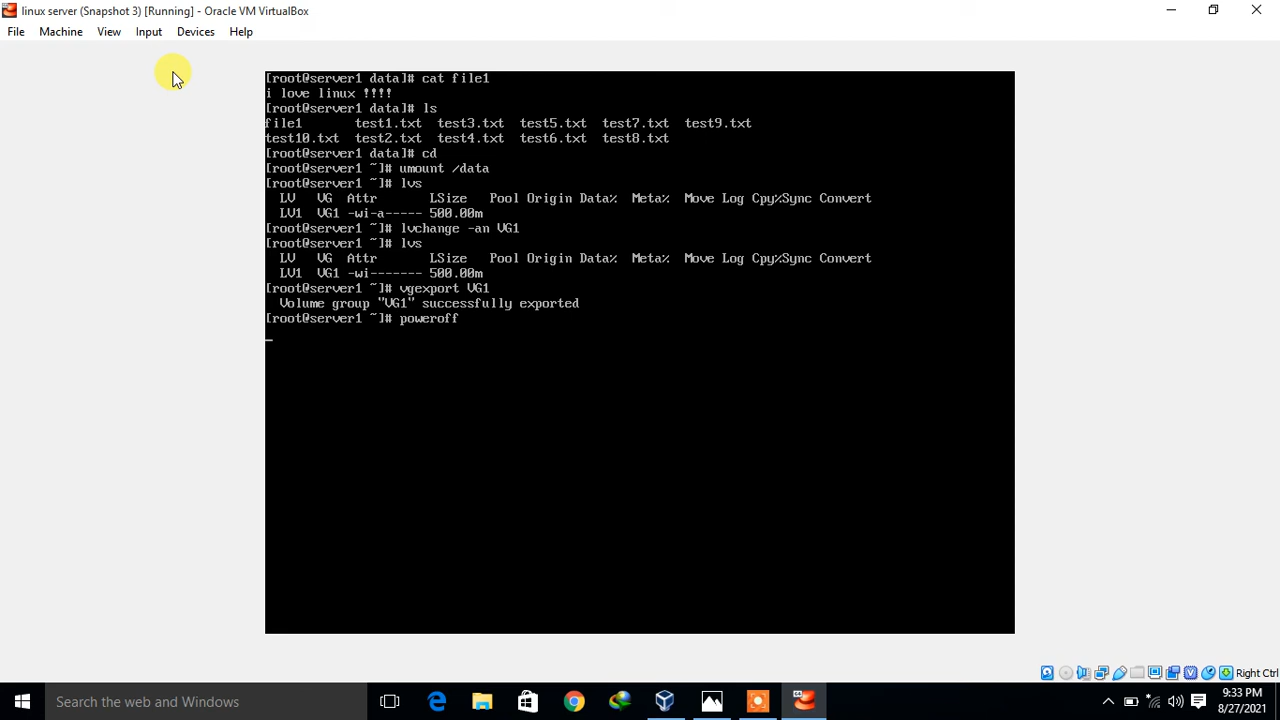 linux server (Snapshot 3) [Running] - Oracle VM VirtualBox
File Machine View Input Devices Help
[root@server1 data]# cat file1
i love linux !!!!
[root@server1 data]# ls
file1 test1.txt test3.txt test5.txt test7.txt test9.txt
test10.txt test2.txt test4.txt test6.txt test8.txt
[root@server1 data]# cd
[root@server1 ~]# umount /data
[root@server1 ~]# lvs
LV VG Attr LSize Pool Origin Data% Meta% Move Log Cpy%Sync Convert
LV1 VG1 -wi-a----- 500.00m
[root@server1 ~]# lvchange -an VG1
[root@server1 ~]# lvs
LV VG Attr LSize Pool Origin Data% Meta% Move Log Cpy%Sync Convert
LV1 VG1 -wi------- 500.00m
[root@server1 ~]# vgexport VG1
Volume group "VG1" successfully exported
[root@server1 ~]# poweroff
Right Ctrl
Search the web and Windows
9:33 PM
8/27/2021